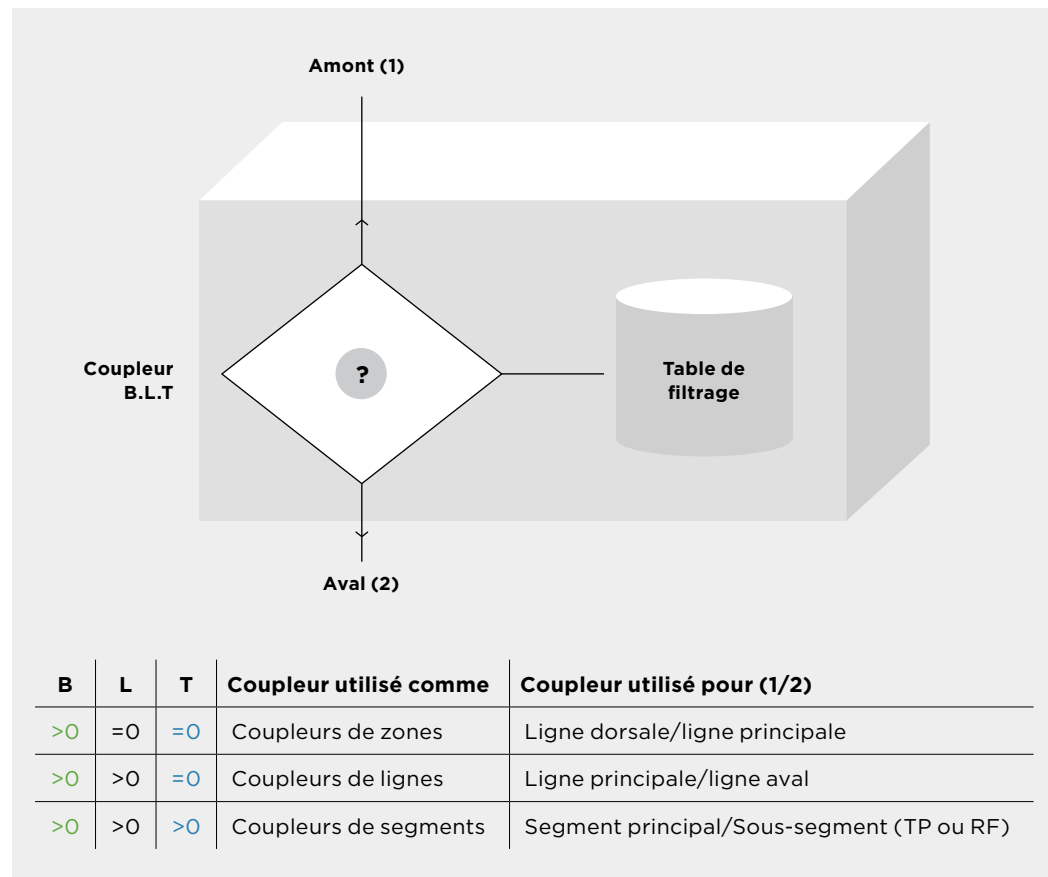 Amont (1)
Coupleur
B.L.T
?
Table de
filtrage
Aval (2)
B L T Coupleur utilisé comme Coupleur utilisé pour (1/2)
>0 =0 =0 Coupleurs de zones Ligne dorsale/ligne principale
>0 >0 =0 Coupleurs de lignes Ligne principale/ligne aval
>0 >0 >0 Coupleurs de segments Segment principal/Sous-segment (TP ou RF)